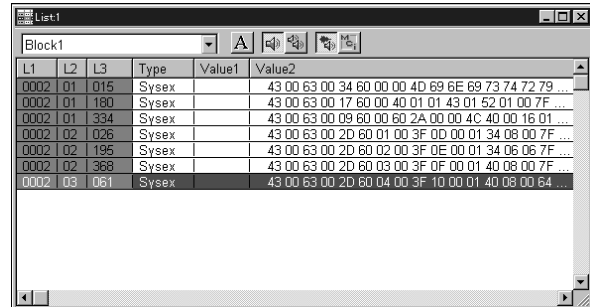 List:1
Block1 A
L1 L2 L3 Type Value1 Value2
0002 01 015 Sysex 43 00 63 00 34 60 00 00 4D 69 6E 69 73 74 72 79 ...
0002 01 180 Sysex 43 00 63 00 17 60 00 40 01 01 43 01 52 01 00 7F ...
0002 01 334 Sysex 43 00 63 00 09 60 00 60 2A 00 00 4C 40 00 16 01 ...
0002 02 026 Sysex 43 00 63 00 2D 60 01 00 3F 0D 00 01 34 08 00 7F ...
0002 02 195 Sysex 43 00 63 00 2D 60 02 00 3F 0E 00 01 34 06 06 7F ...
0002 02 368 Sysex 43 00 63 00 2D 60 03 00 3F 0F 00 01 40 08 00 7F ...
0002 03 061 Sysex 43 00 63 00 2D 60 04 00 3F 10 00 01 40 08 00 64 ...